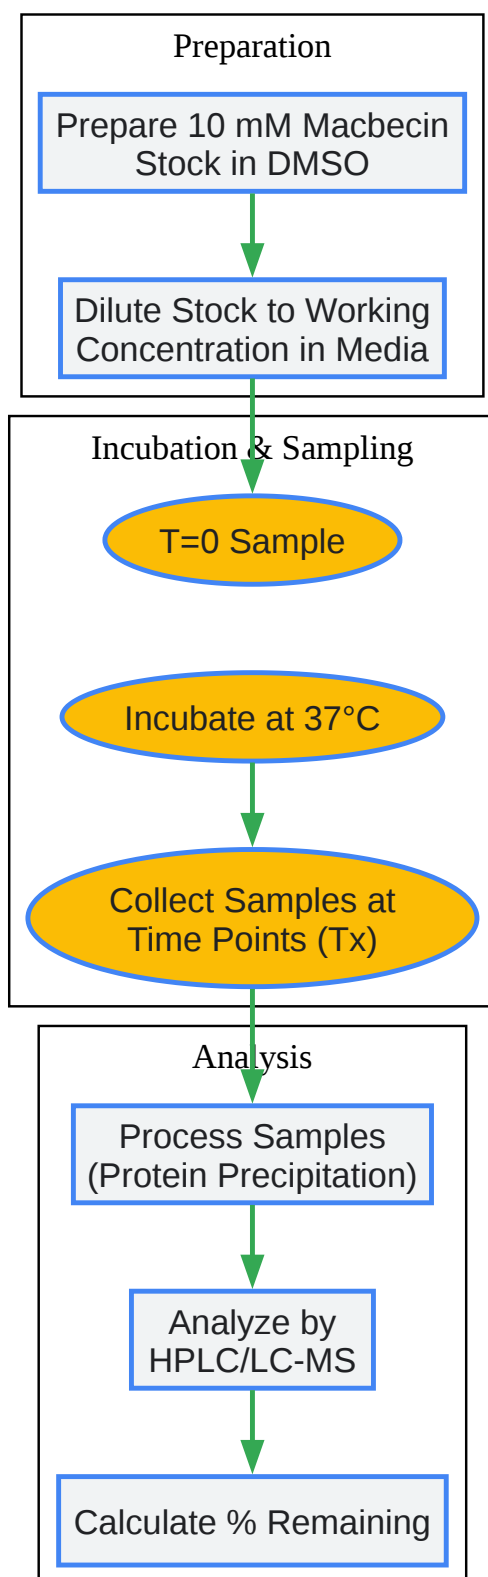 Preparation
Prepare 10 mM Macbecin
Stock in DMSO
Dilute Stock to Working
Concentration in Media
Incubation & Sampling
T=0 Sample
Incubate at 37°C
Collect Samples at
Time Points (Tx)
Analysis
Process Samples
(Protein Precipitation)
Analyze by
HPLC/LC-MS
Calculate % Remaining